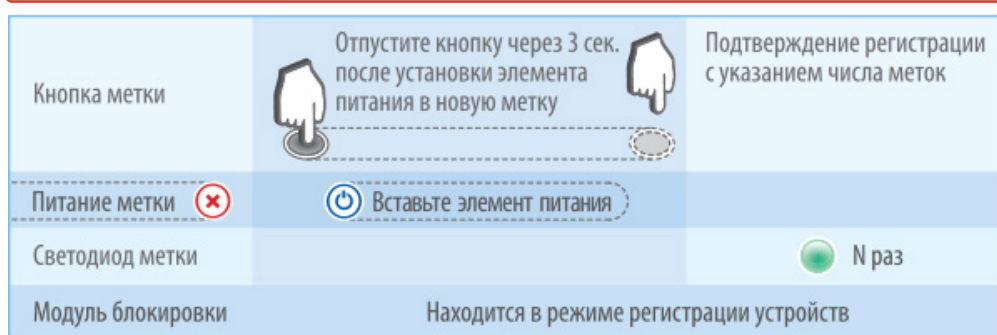 Кнопка метки
Отпустите кнопку через 3 сек.
после установки элемента
питания в новую метку
Подтверждение регистрации
с указанием числа меток
Питание метки
Вставьте элемент питания
Светодиод метки
N раз
Модуль блокировки
Находится в режиме регистрации устройств